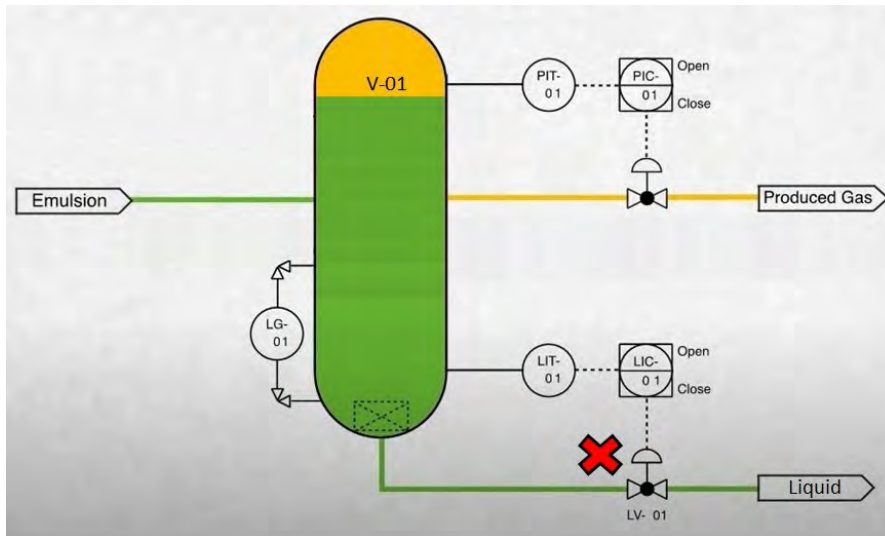 V-01
PIT-
01
PIC-
01
Open
Close
Emulsion
Produced Gas
LG-
01
LIT-
01
LIC-
01
Open
Close
LV- 01
Liquid